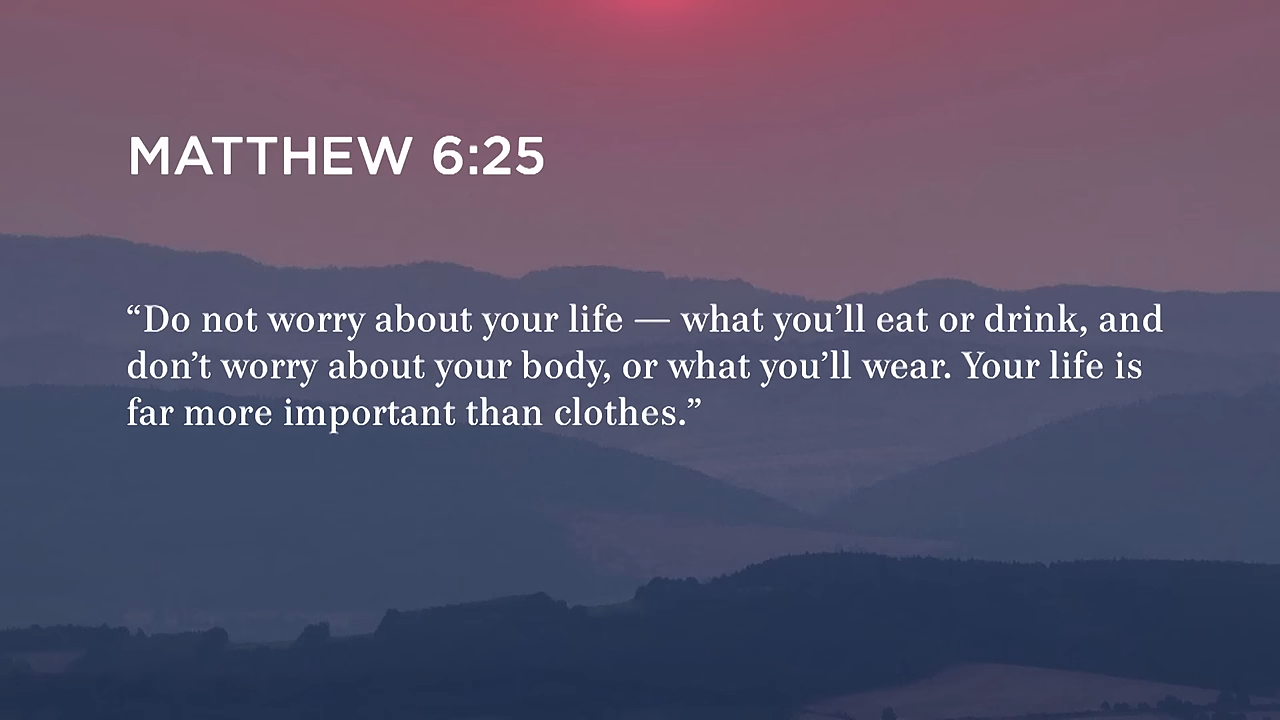 MATTHEW 6:25
“Do not worry about your life — what you’ll eat or drink, and
don’t worry about your body, or what you’ll wear. Your life is
far more important than clothes.”